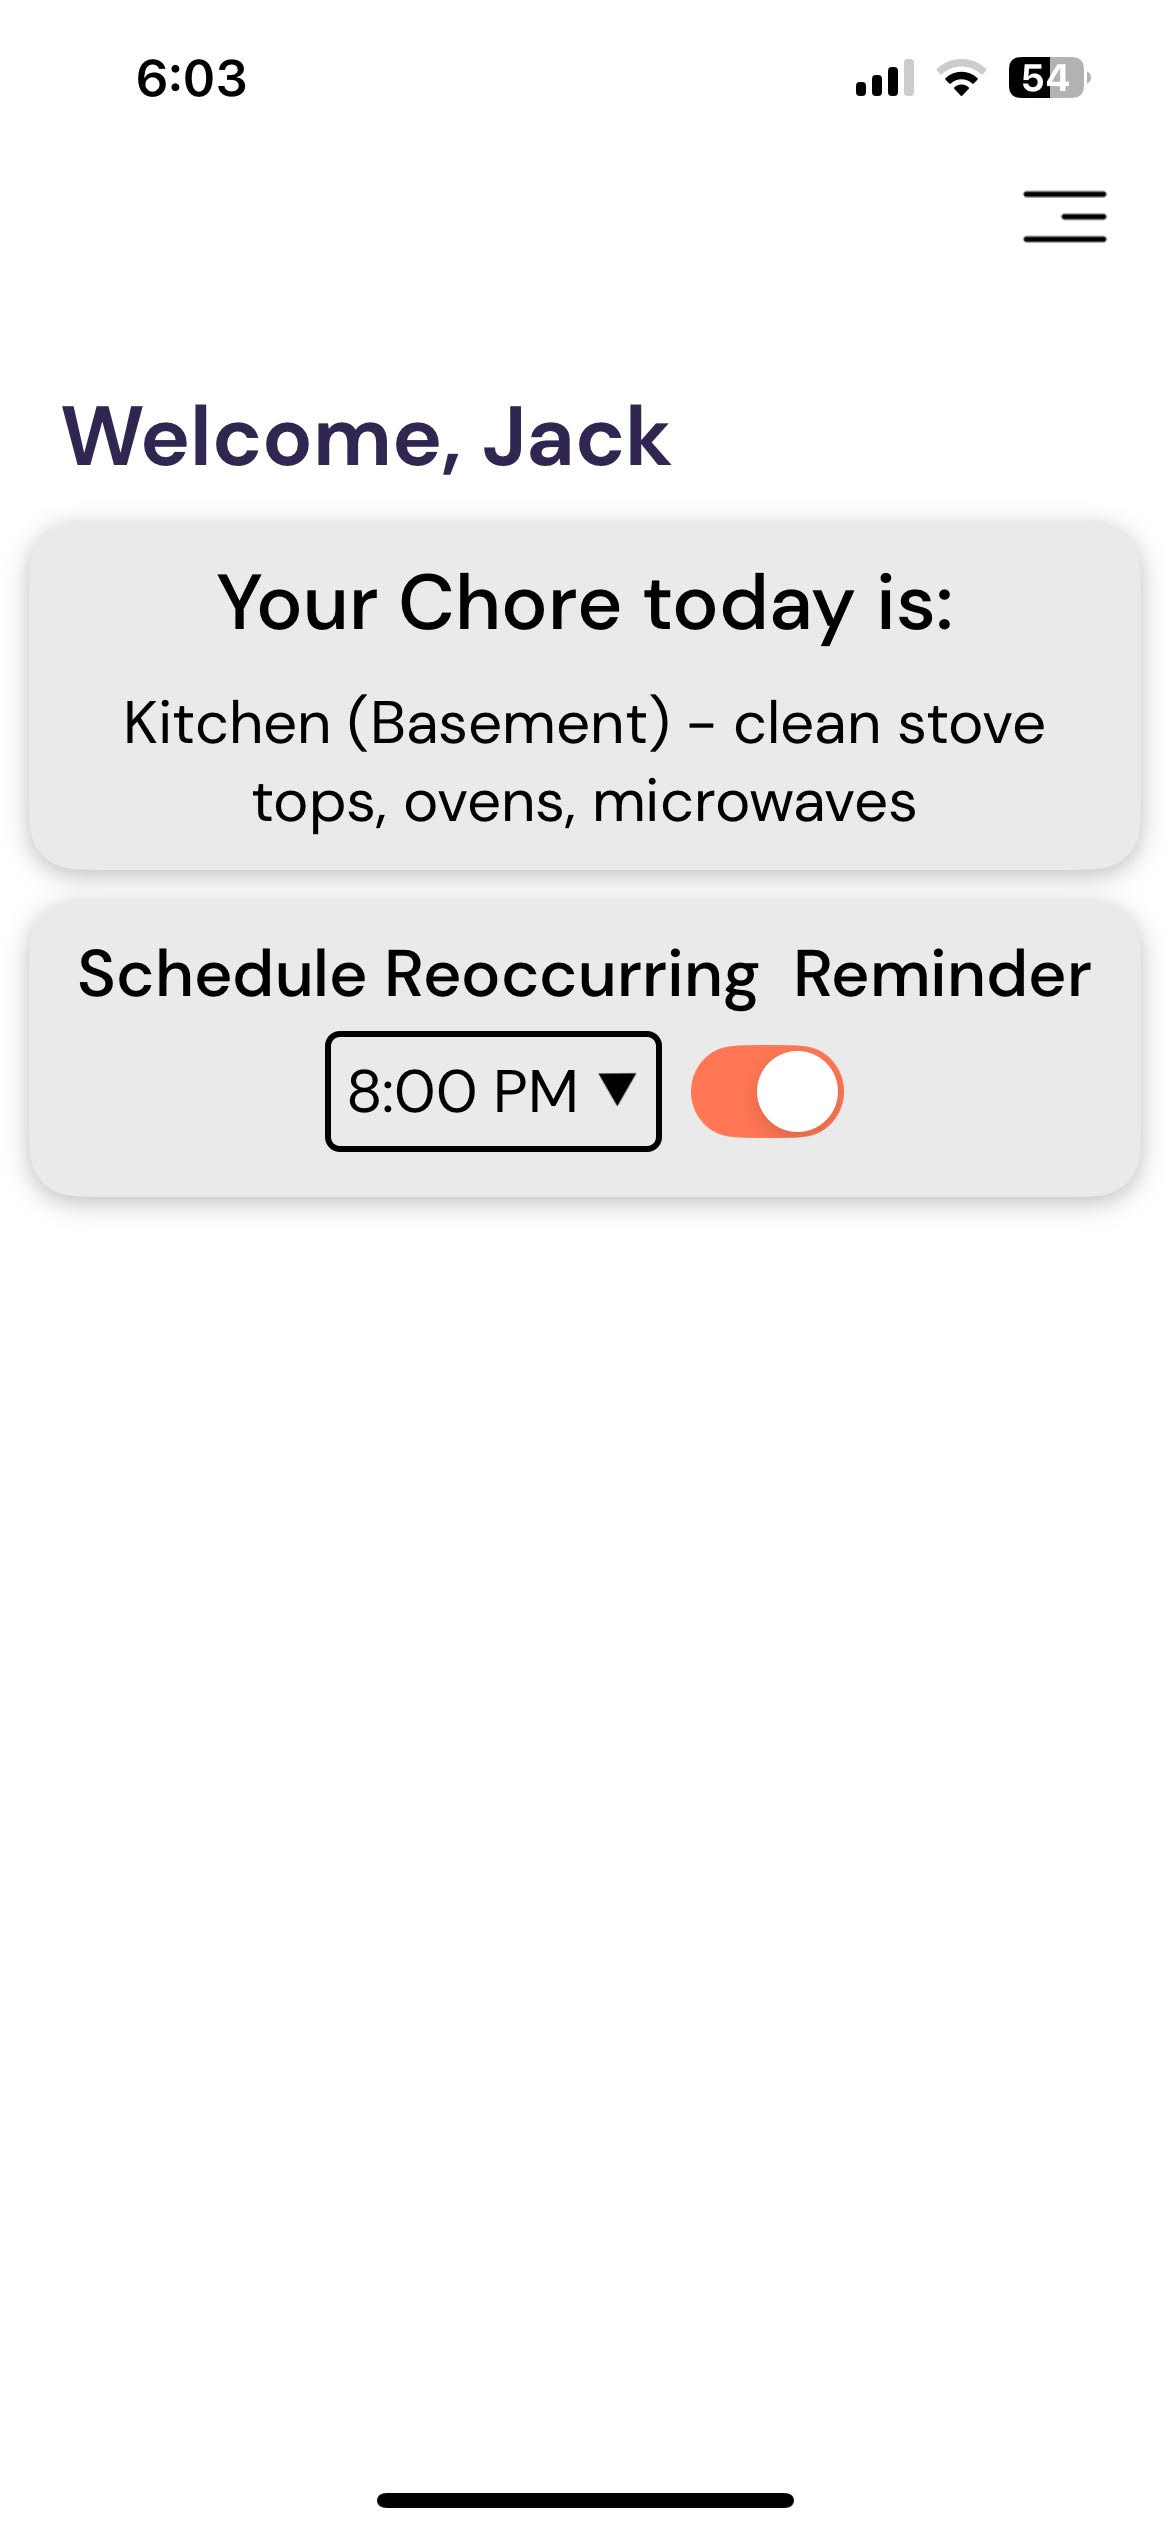 6:03
54
Welcome, Jack
Your Chore today is:
Kitchen (Basement) - clean stove
tops, ovens, microwaves
Schedule Reoccurring  Reminder
8:00 PM ▼